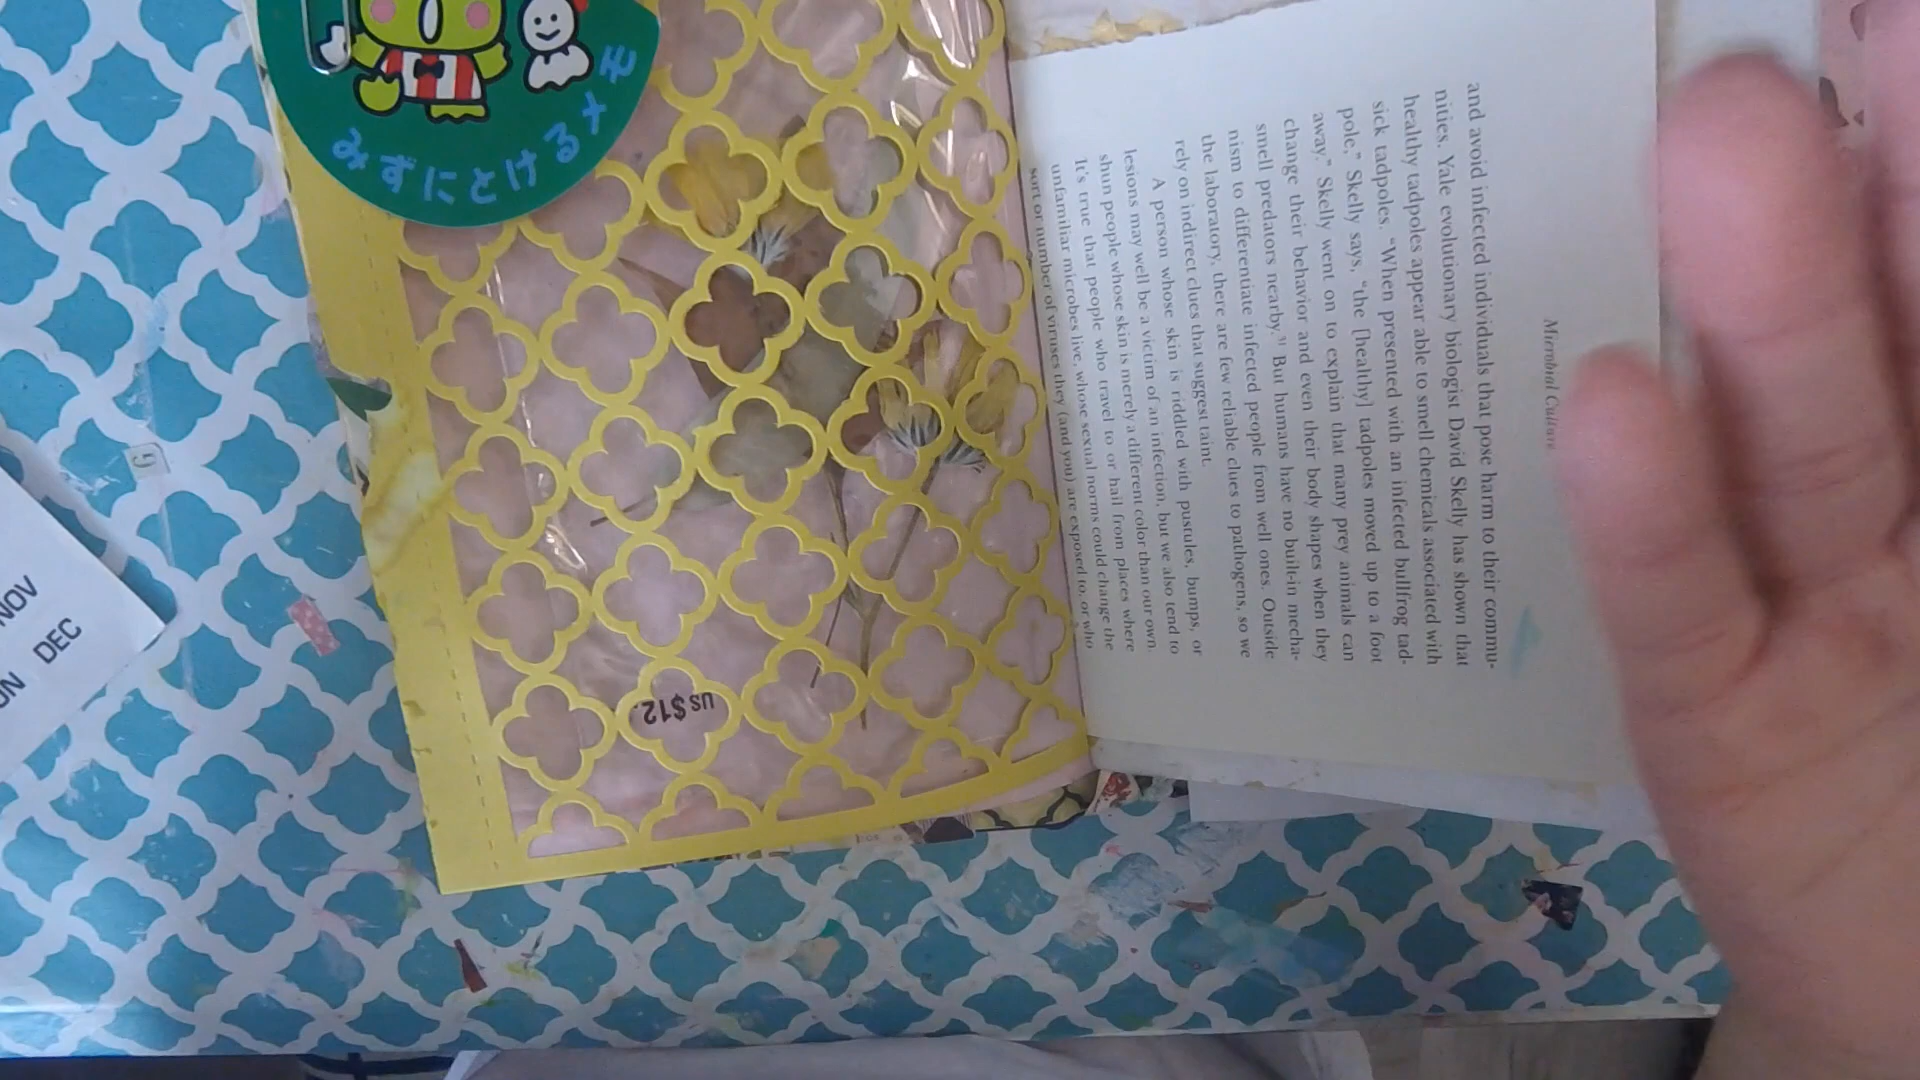 みずにとけるメモ
US $12.
NOV
DEC
Microbial Culture
and avoid infected individuals that pose harm to their commu-
nities. Yale evolutionary biologist David Skelly has shown that
healthy tadpoles appear able to smell chemicals associated with
sick tadpoles. “When presented with an infected bullfrog tad-
pole,” Skelly says, “the [healthy] tadpoles moved up to a foot
away.” Skelly went on to explain that many prey animals can
change their behavior and even their body shapes when they
smell predators nearby.³¹ But humans have no built-in mecha-
nism to differentiate infected people from well ones. Outside
the laboratory, there are few reliable clues to pathogens, so we
rely on indirect clues that suggest taint.
A person whose skin is riddled with pustules, bumps, or
lesions may well be a victim of an infection, but we also tend to
shun people whose skin is merely a different color than our own.
It's true that people who travel to or hail from places where
unfamiliar microbes live, whose sexual norms could change the
sort or number of viruses they (and you) are exposed to, or who